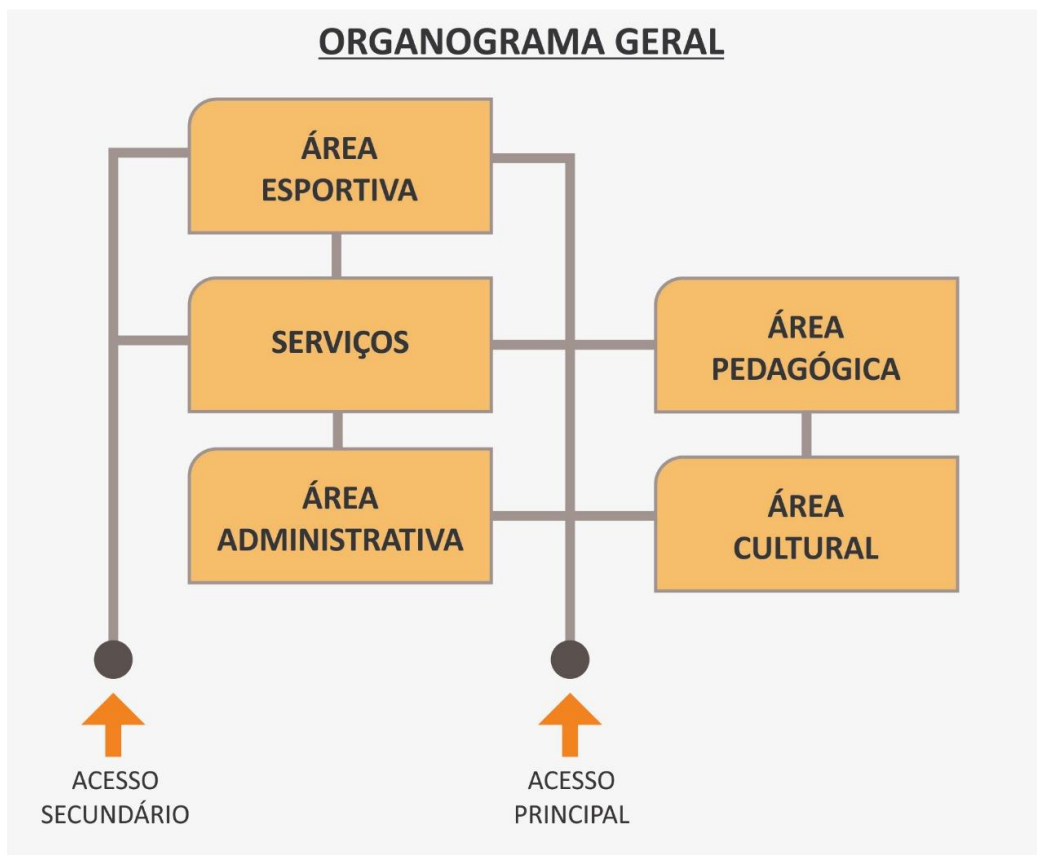 ORGANOGRAMA GERAL
ÁREA
ESPORTIVA
SERVIÇOS
ÁREA
PEDAGÓGICA
ÁREA
ADMINISTRATIVA
ÁREA
CULTURAL
ACESSO
SECUNDÁRIO
ACESSO
PRINCIPAL